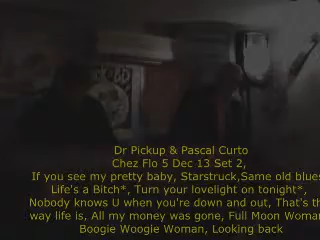 Dr Pickup & Pascal Curto
Chez Flo 5 Dec 13 Set 2,
If you see my pretty baby, Starstruck,Same old blues
Life's a Bitch*, Turn your lovelight on tonight*,
Nobody knows U when you're down and out, That's the
way life is, All my money was gone, Full Moon Woman
Boogie Woogie Woman, Looking back